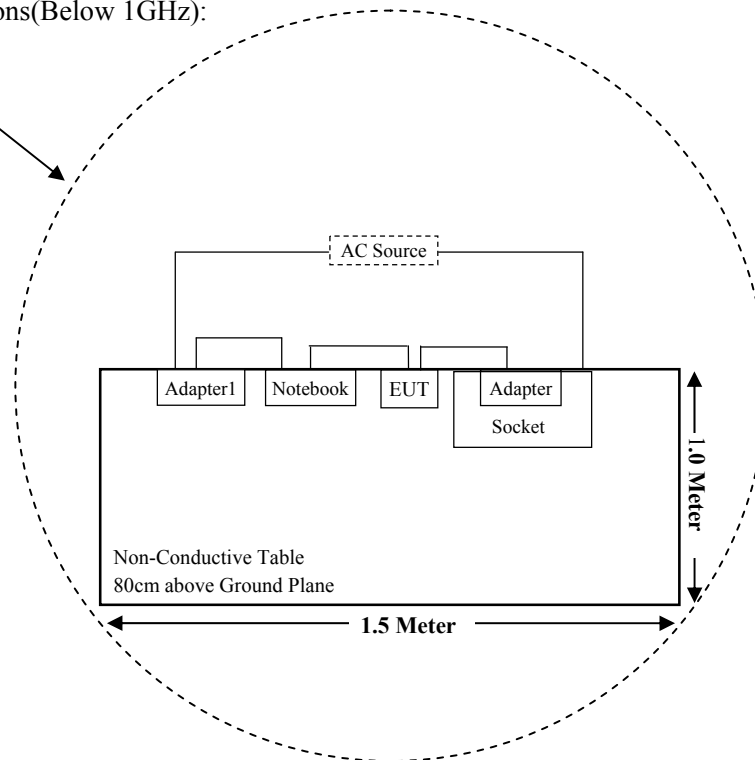 ons(Below 1GHz):
AC Source
Adapter1
Notebook
EUT
Adapter
Socket
1.0 Meter
Non-Conductive Table
80cm above Ground Plane
1.5 Meter